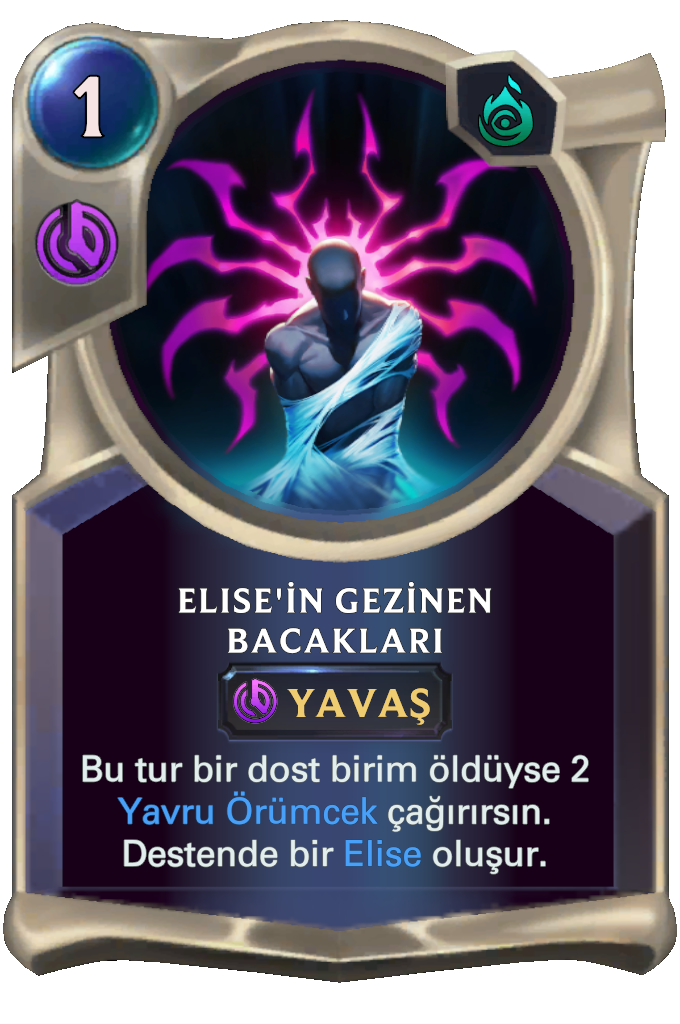 1
ELISE'İN GEZİNEN
BACAKLARI
YAVAŞ
Bu tur bir dost birim öldüyse 2
Yavru Örümcek çağırırsın.
Destende bir Elise oluşur.